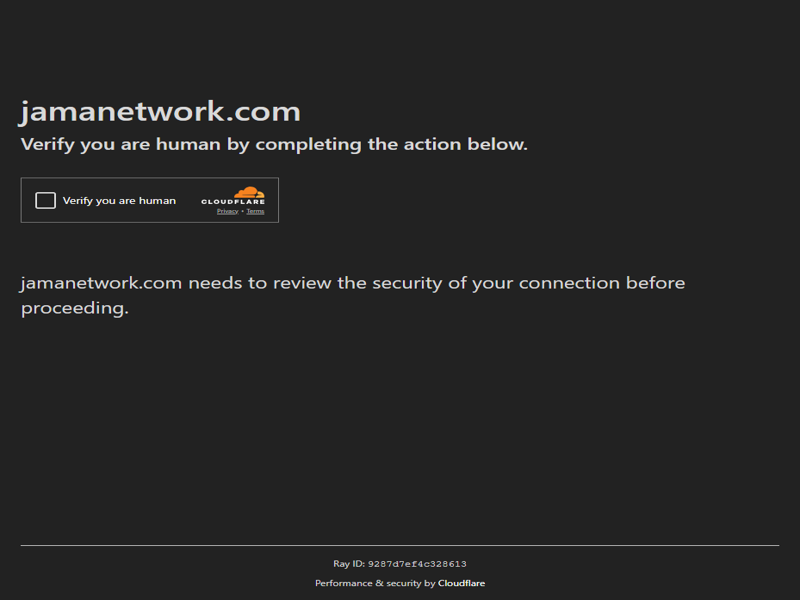 jamanetwork.com
Verify you are human by completing the action below.
Verify you are human
CLOUDFLARE
Privacy • Terms
jamanetwork.com needs to review the security of your connection before
proceeding.
Ray ID: 9287d7ef4c328613
Performance & security by Cloudflare